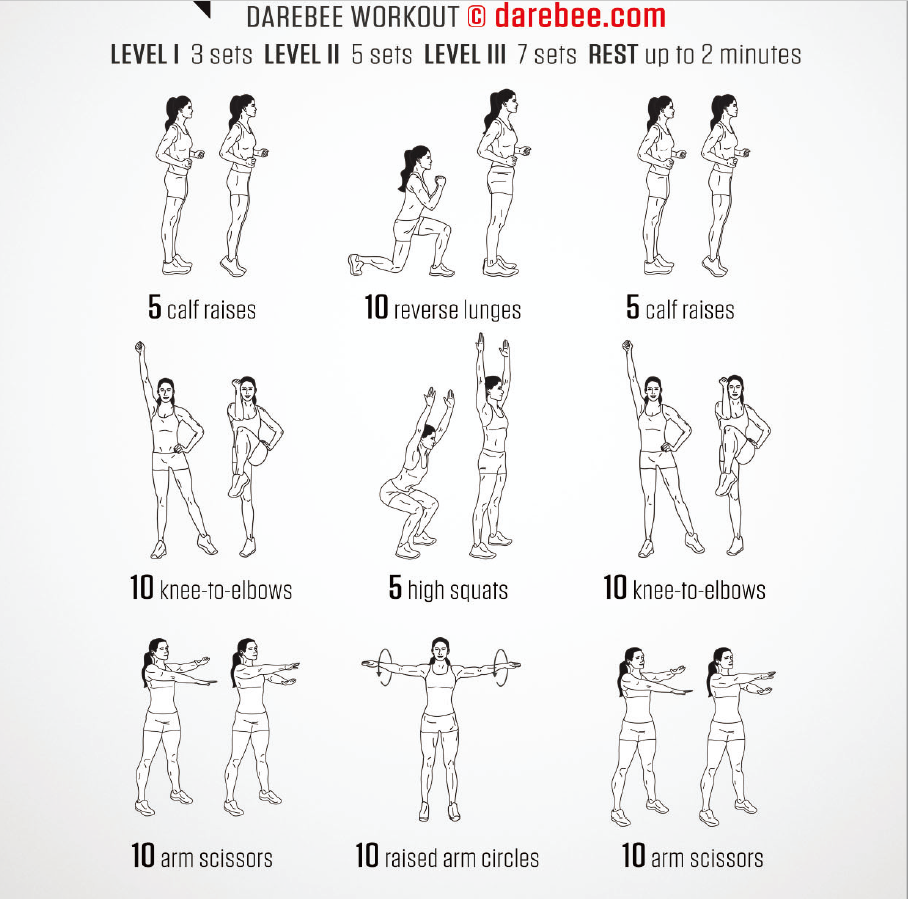 DAREBEE WORKOUT © darebee.com
LEVEL I 3 sets LEVEL II 5 sets LEVEL III 7 sets REST up to 2 minutes
5 calf raises
10 reverse lunges
5 calf raises
10 knee-to-elbows
5 high squats
10 knee-to-elbows
10 arm scissors
10 raised arm circles
10 arm scissors